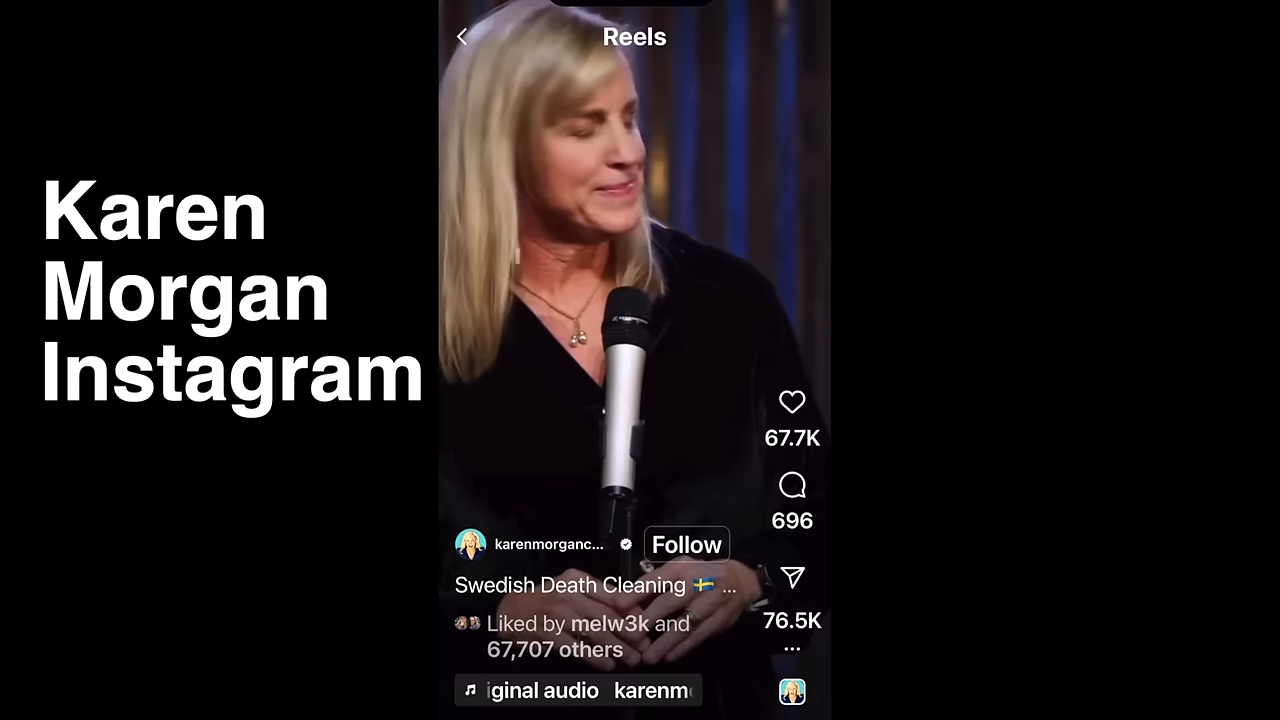 Karen
Morgan
Instagram
Reels
67.7K
696
karenmorganc...
Follow
Swedish Death Cleaning 🇸🇪 ...
76.5K
Liked by melw3k and
67,707 others
iginal audio karenm